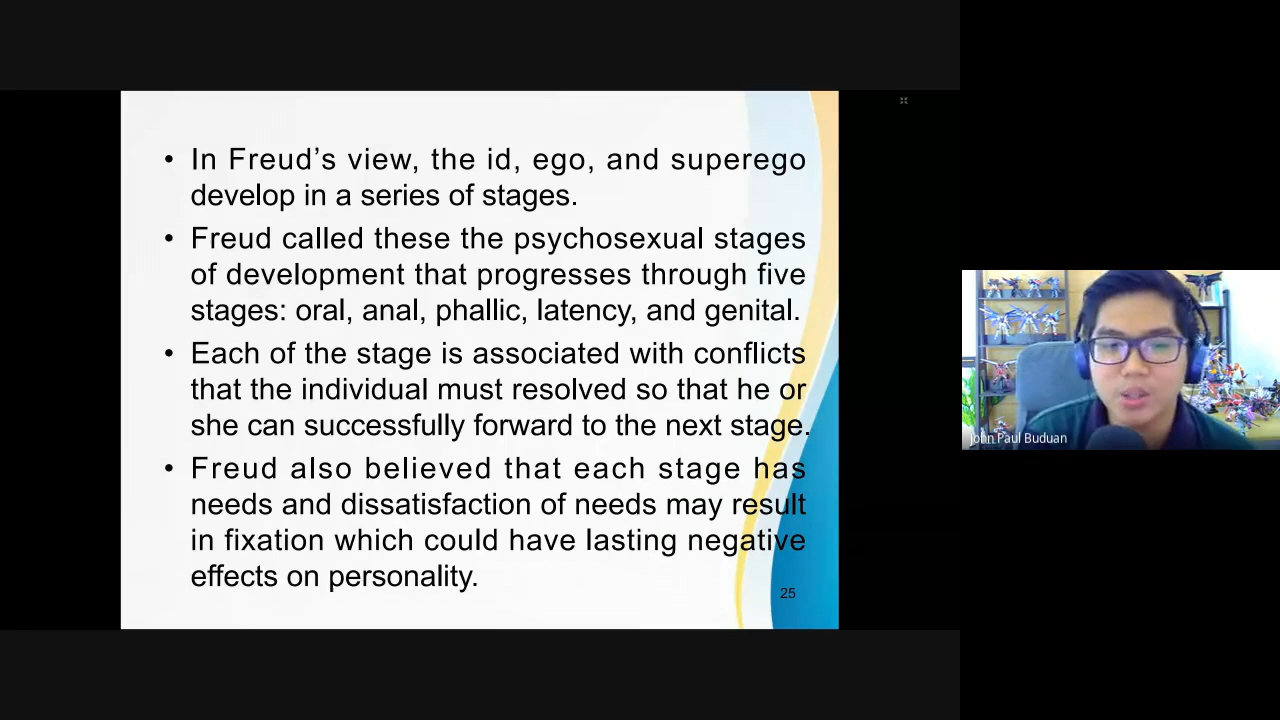 • In Freud’s view, the id, ego, and superego
develop in a series of stages.
• Freud called these the psychosexual stages
of development that progresses through five
stages: oral, anal, phallic, latency, and genital.
• Each of the stage is associated with conflicts
that the individual must resolved so that he or
she can successfully forward to the next stage.
• Freud also believed that each stage has
needs and dissatisfaction of needs may result
in fixation which could have lasting negative
effects on personality.
25
John Paul Buduan